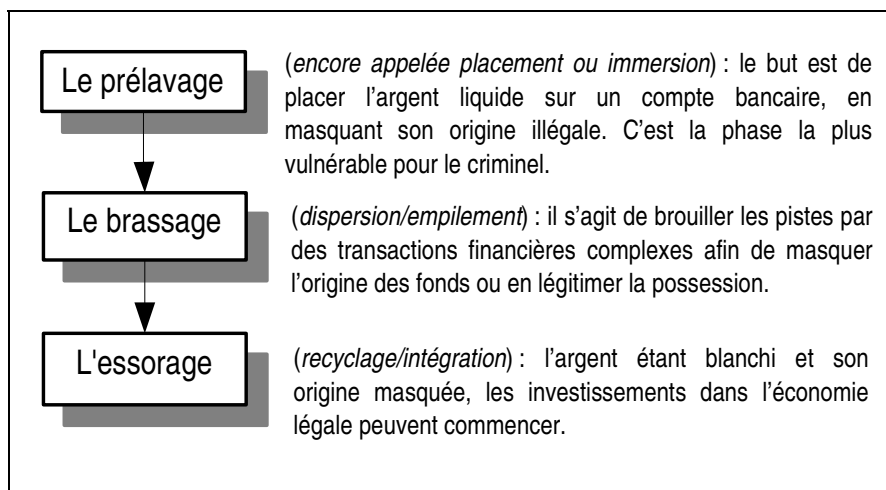 Le prélavage
(encore appelée placement ou immersion) : le but est de
placer l'argent liquide sur un compte bancaire, en
masquant son origine illégale. C'est la phase la plus
vulnérable pour le criminel.
Le brassage
(dispersion/empilement) : il s'agit de brouiller les pistes par
des transactions financières complexes afin de masquer
l'origine des fonds ou en légitimer la possession.
L'essorage
(recyclage/intégration) : l'argent étant blanchi et son
origine masquée, les investissements dans l'économie
légale peuvent commencer.